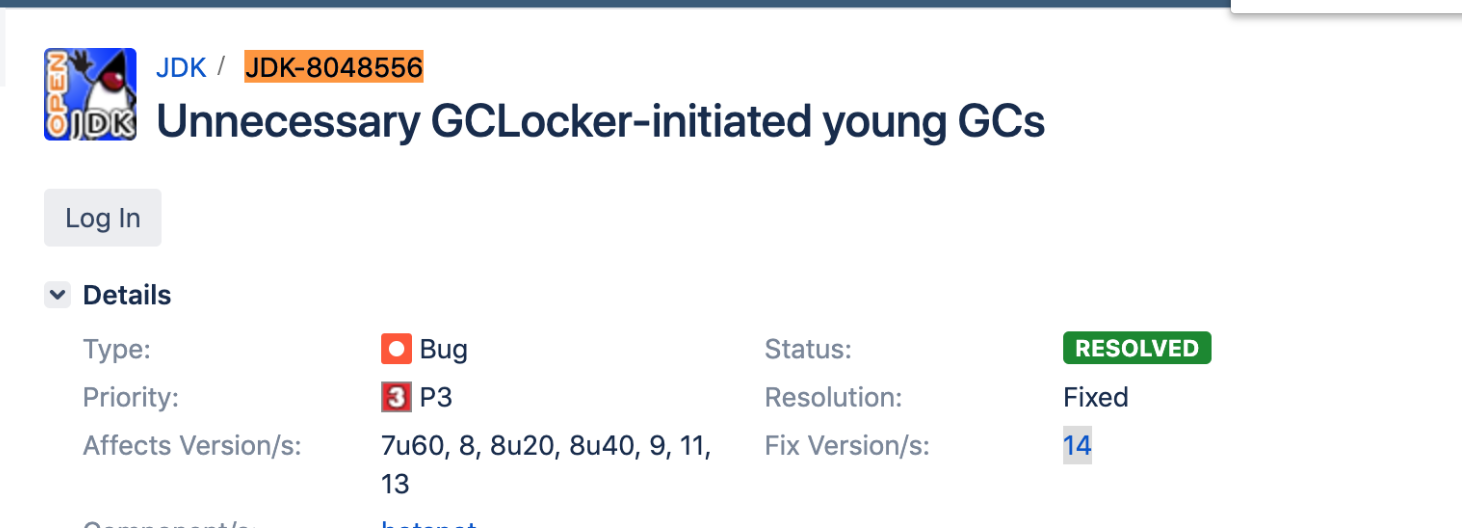 OPEN
JDK
JDK / JDK-8048556
Unnecessary GCLocker-initiated young GCs
Log In
Details
Type: Bug Status: RESOLVED
Priority: 3 P3 Resolution: Fixed
Affects Version/s: 7u60, 8, 8u20, 8u40, 9, 11, Fix Version/s: 14
13